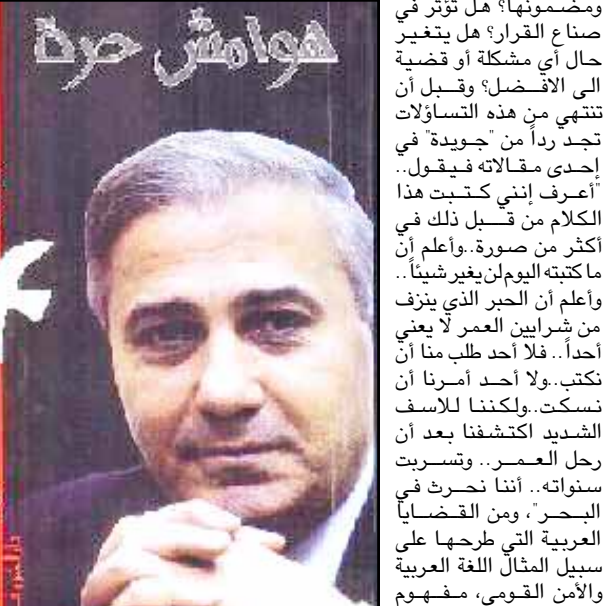 هوامش حرة
ومضمونها؟ هل تؤثر في
صناع القرار؟ هل يتغير
حال أي مشكلة أو قضية
الى الافضل؟ وقبل أن
تنتهي من هذه التساؤلات
تجد رداً من "جويدة" في
إحدى مقالاته فيقول..
"أعرف إنني كتبت هذا
الكلام من قبل ذلك في
أكثر من صورة..وأعلم أن
ماكتبته اليوم لن يغير شيئاً..
وأعلم أن الحبر الذي ينزف
من شرايين العمر لا يعني
أحداً.. فلا أحد طلب منا أن
نكتب..ولا أحد أمرنا أن
نسكت..ولكننا للاسف
الشديد اكتشفنا بعد أن
رحل العمر.. وتسربت
سنواته.. أننا نحرث في
البحر"، ومن القضايا
العربية التي طرحها على
سبيل المثال اللغة العربية
والأمن القومي، مفهوم